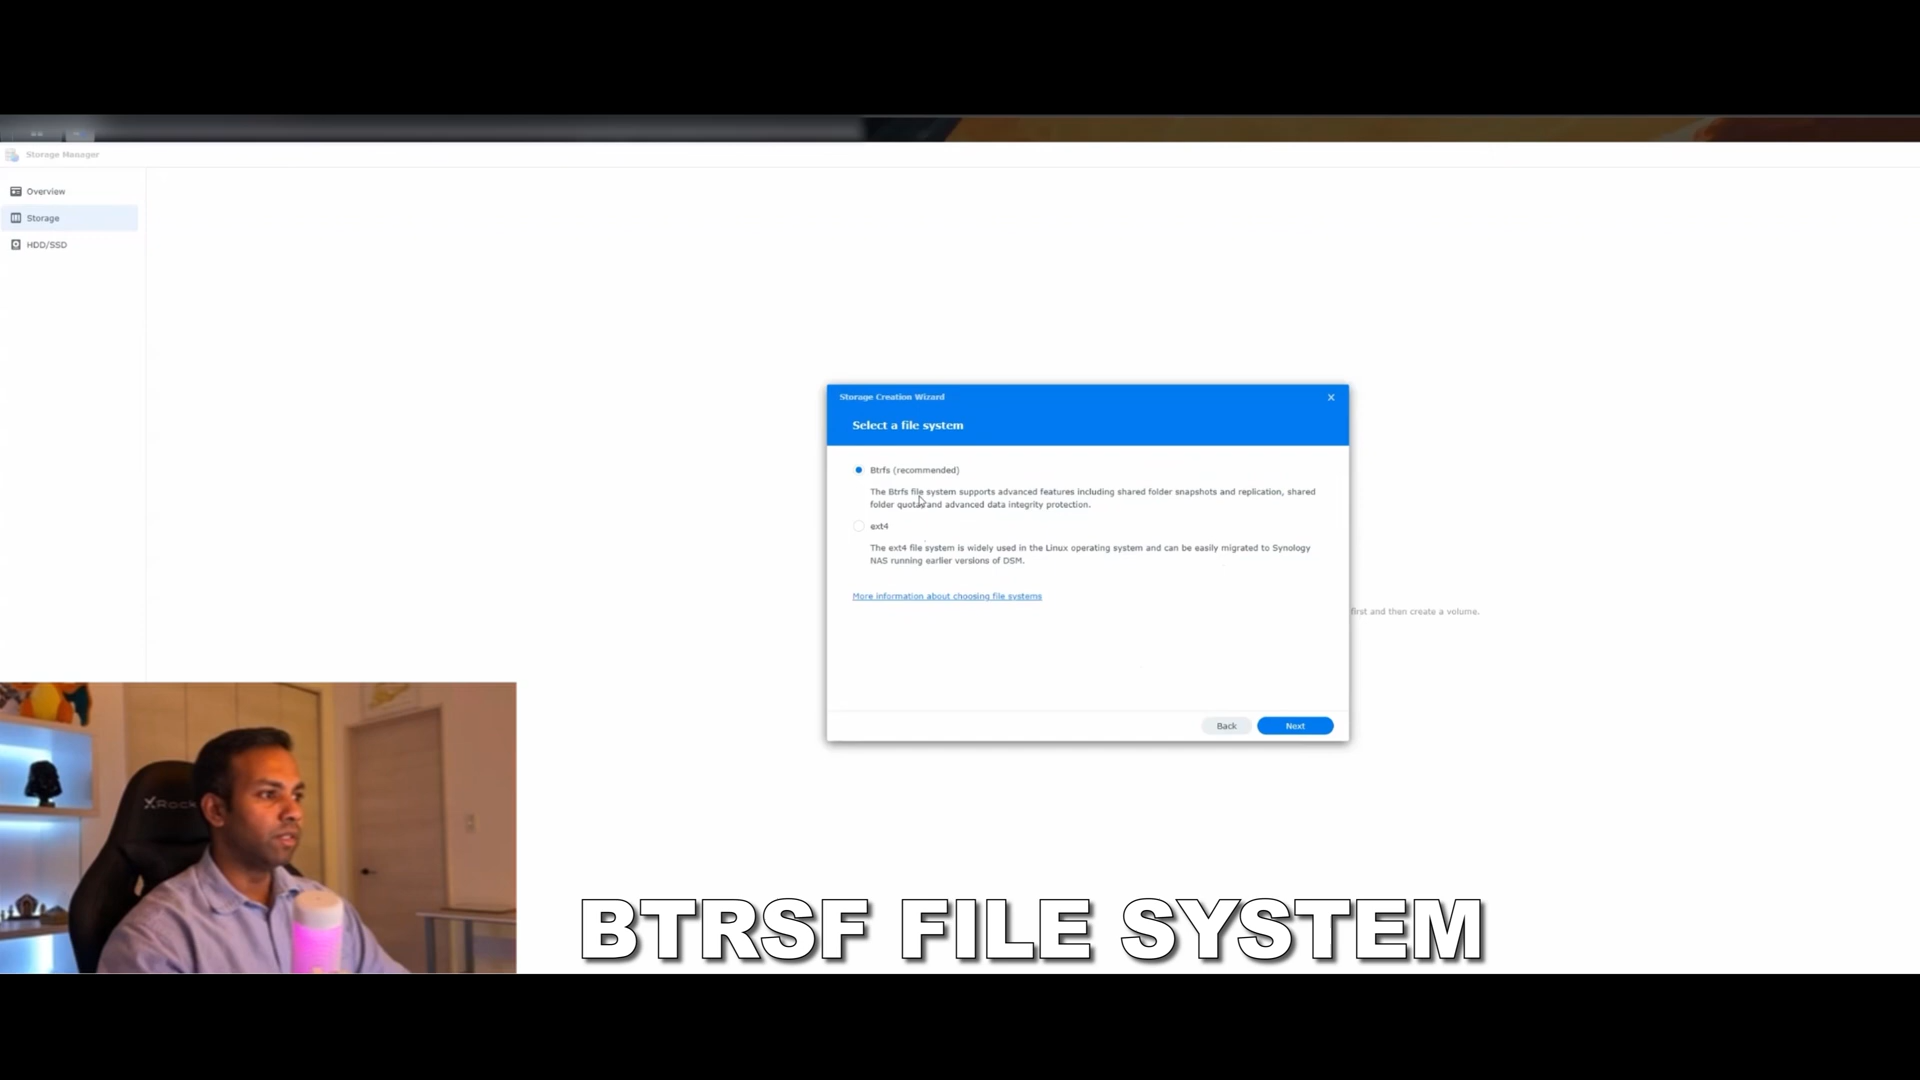 Storage Manager
Overview
Storage
HDD/SSD
Storage Creation Wizard
X
Select a file system
Btrfs (recommended)
The Btrfs file system supports advanced features including shared folder snapshots and replication, shared
folder quotas and advanced data integrity protection.
ext4
The ext4 file system is widely used in the Linux operating system and can be easily migrated to Synology
NAS running earlier versions of DSM.
More information about choosing file systems
first and then create a volume.
Back
Next
XRock
BTRSF FILE SYSTEM